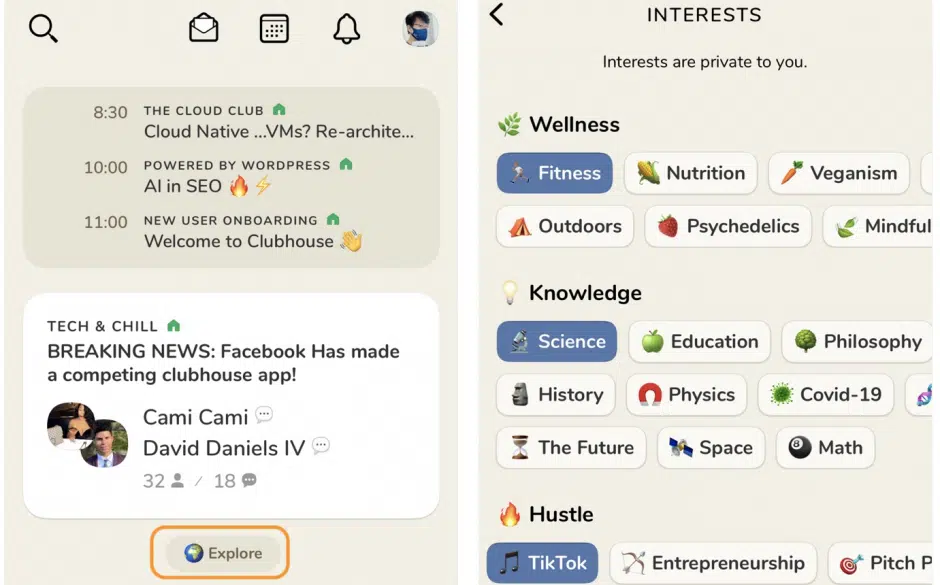 8:30 THE CLOUD CLUB
Cloud Native ...VMs? Re-archite...
10:00 POWERED BY WORDPRESS
AI in SEO 🔥⚡
11:00 NEW USER ONBOARDING
Welcome to Clubhouse 👋
TECH & CHILL
BREAKING NEWS: Facebook Has made
a competing clubhouse app!
Cami Cami
David Daniels IV
32 / 18
Explore
INTERESTS
Interests are private to you.
Wellness
Fitness Nutrition Veganism
Outdoors Psychedelics Mindful
Knowledge
Science Education Philosophy
History Physics Covid-19
The Future Space Math
Hustle
TikTok Entrepreneurship Pitch P